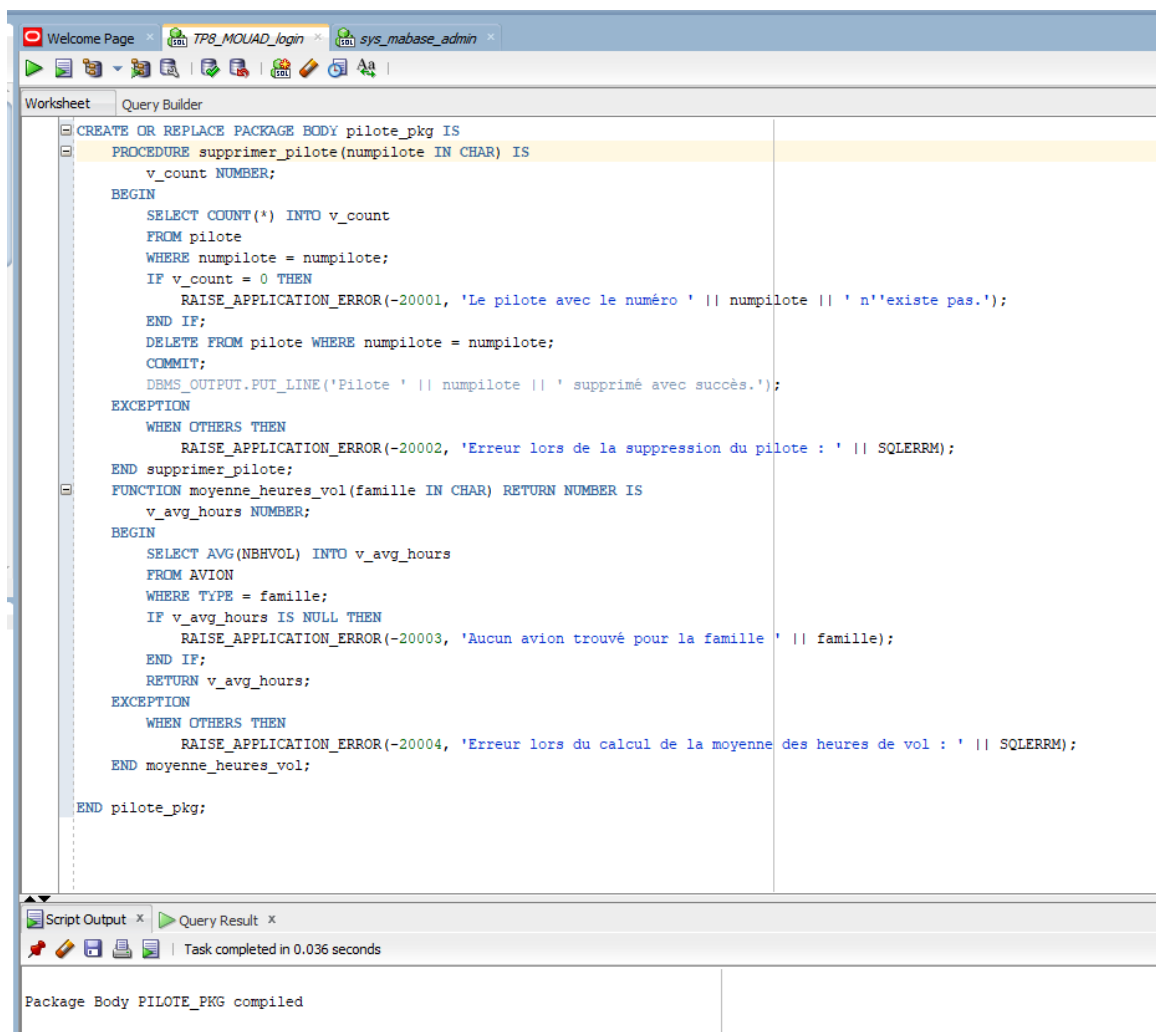 Welcome Page × TP8_MOUAD_login × sys_mabase_admin ×
Worksheet Query Builder
CREATE OR REPLACE PACKAGE BODY pilote_pkg IS
PROCEDURE supprimer_pilote(numpilote IN CHAR) IS
v_count NUMBER;
BEGIN
SELECT COUNT(*) INTO v_count
FROM pilote
WHERE numpilote = numpilote;
IF v_count = 0 THEN
RAISE_APPLICATION_ERROR(-20001, 'Le pilote avec le numéro ' || numpilote || ' n''existe pas.');
END IF;
DELETE FROM pilote WHERE numpilote = numpilote;
COMMIT;
DBMS_OUTPUT.PUT_LINE('Pilote ' || numpilote || ' supprimé avec succès.');
EXCEPTION
WHEN OTHERS THEN
RAISE_APPLICATION_ERROR(-20002, 'Erreur lors de la suppression du pilote : ' || SQLERRM);
END supprimer_pilote;
FUNCTION moyenne_heures_vol(famille IN CHAR) RETURN NUMBER IS
v_avg_hours NUMBER;
BEGIN
SELECT AVG(NBHVOL) INTO v_avg_hours
FROM AVION
WHERE TYPE = famille;
IF v_avg_hours IS NULL THEN
RAISE_APPLICATION_ERROR(-20003, 'Aucun avion trouvé pour la famille ' || famille);
END IF;
RETURN v_avg_hours;
EXCEPTION
WHEN OTHERS THEN
RAISE_APPLICATION_ERROR(-20004, 'Erreur lors du calcul de la moyenne des heures de vol : ' || SQLERRM);
END moyenne_heures_vol;
END pilote_pkg;
Script Output × Query Result ×
Task completed in 0.036 seconds
Package Body PILOTE_PKG compiled